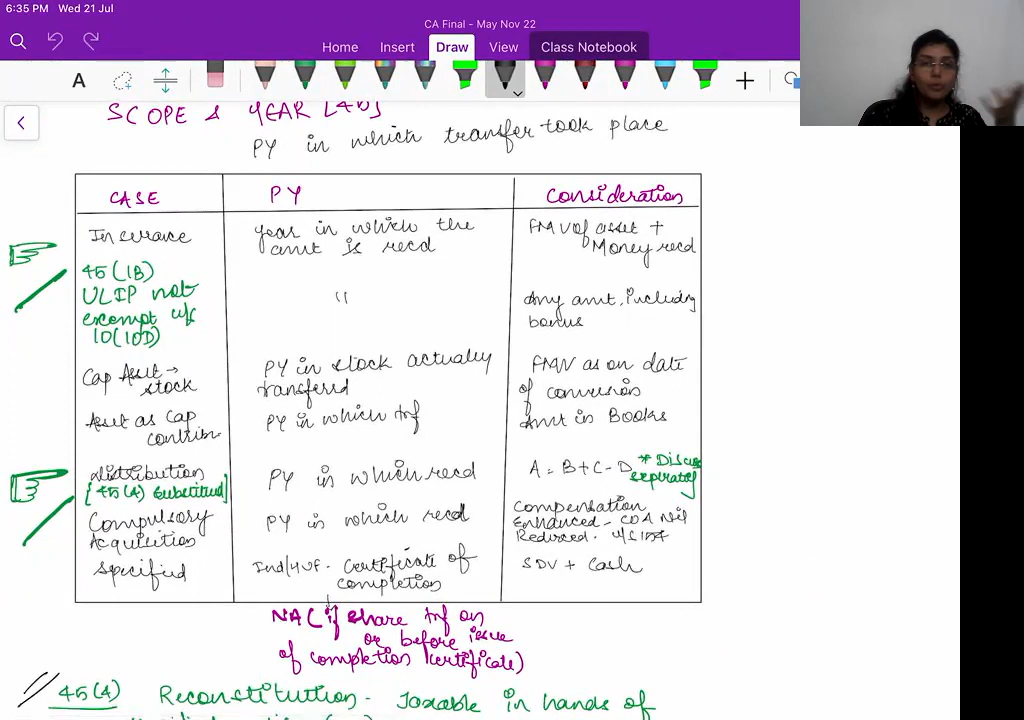 6:35 PM Wed 21 Jul
CA Final - May Nov 22
Home Insert Draw View Class Notebook
A
SCOPE & YEAR [45]
PY in which transfer took place
CASE PY Consideration
Insurance year in which the amt is recd FMV of asset + Money recd
45(1B)
ULIP not
exempt u/s
10(10D)
" Any amt, including bonus
Cap Asset → stock PY in stock actually transferred FMV as on date of conversion
Asset as cap contribn PY in which trf Amt in Books
distribution
[45(4) substituted]
PY in which recd A = B + C - D * Discuss separately
Compulsory Acquisition PY in which recd Compensation
Enhanced - COA Nil
Reduced - u/s 154
specified Ind/HUF - Certificate of completion SDV + Cash
NA (if share trf on
or before issue
of completion certificate)
45(4) Reconstitution - Taxable in hands of